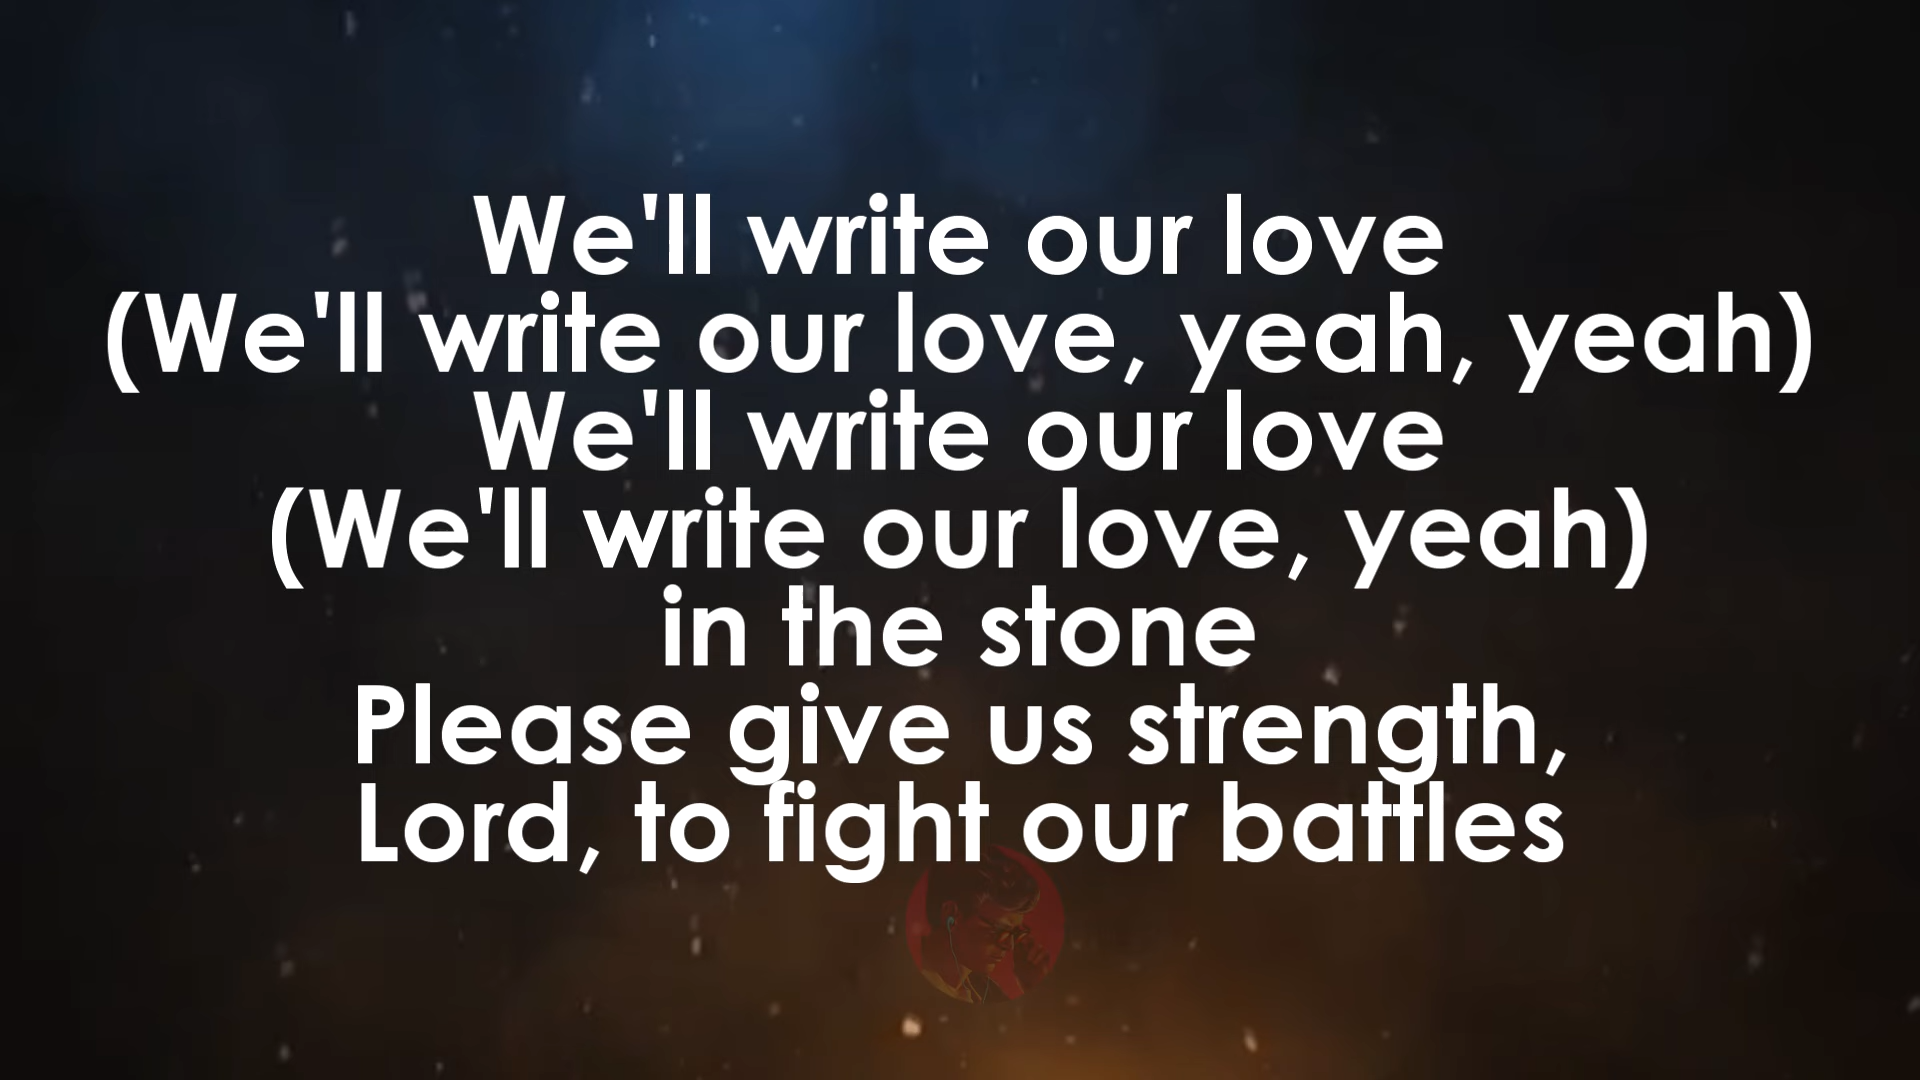 We'll write our love
(We'll write our love, yeah, yeah)
We'll write our love
(We'll write our love, yeah)
in the stone
Please give us strength,
Lord, to fight our battles